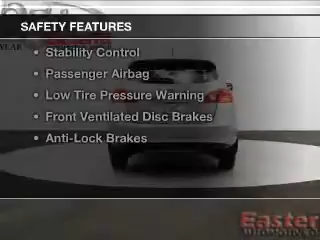 SAFETY FEATURES
• Stability Control
• Passenger Airbag
• Low Tire Pressure Warning
• Front Ventilated Disc Brakes
• Anti-Lock Brakes
Easter